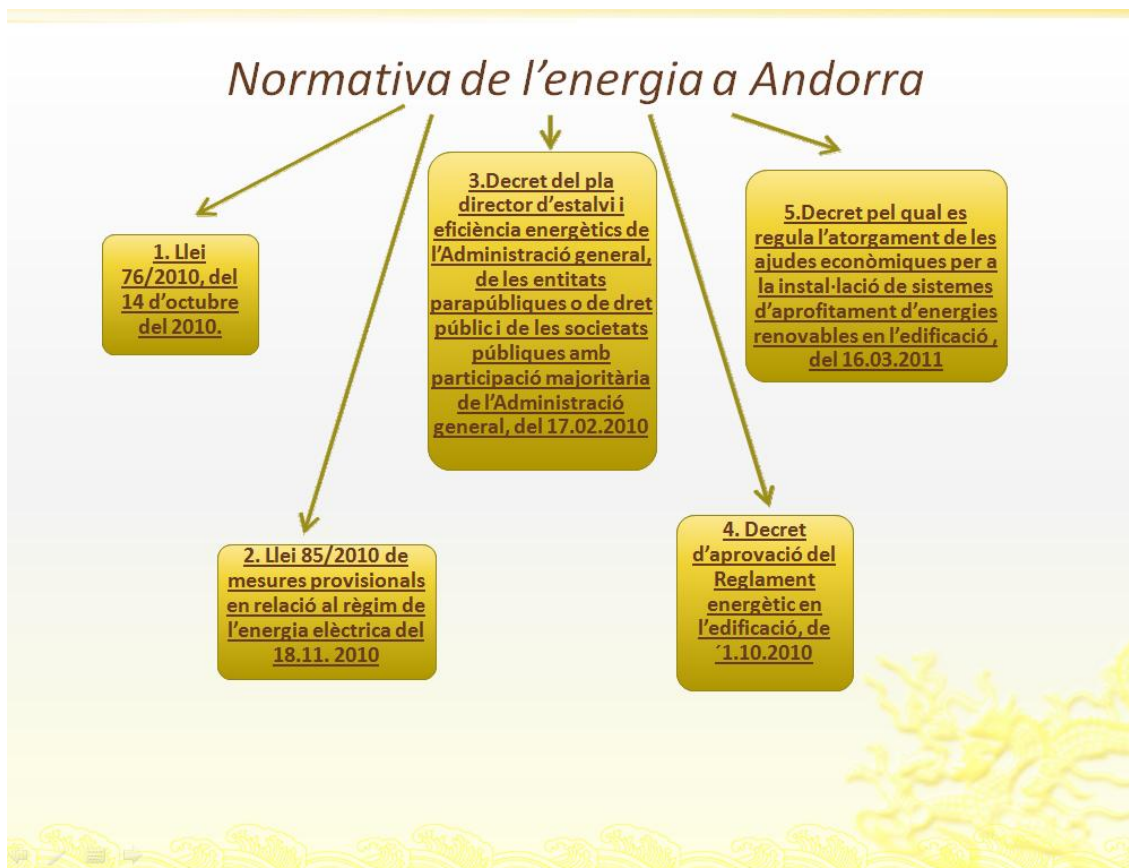 Normativa de l’energia a Andorra
1. Llei
76/2010, del
14 d’octubre
del 2010.
2. Llei 85/2010 de
mesures provisionals
en relació al règim de
l’energia elèctrica del
18.11. 2010
3.Decret del pla
director d’estalvi i
eficiència energètics de
l’Administració general,
de les entitats
parapúbliques o de dret
públic i de les societats
públiques amb
participació majoritària
de l’Administració
general, del 17.02.2010
4. Decret
d’aprovació del
Reglament
energètic en
l’edificació, de
´1.10.2010
5.Decret pel qual es
regula l’atorgament de les
ajudes econòmiques per a
la instal·lació de sistemes
d’aprofitament d’energies
renovables en l’edificació ,
del 16.03.2011